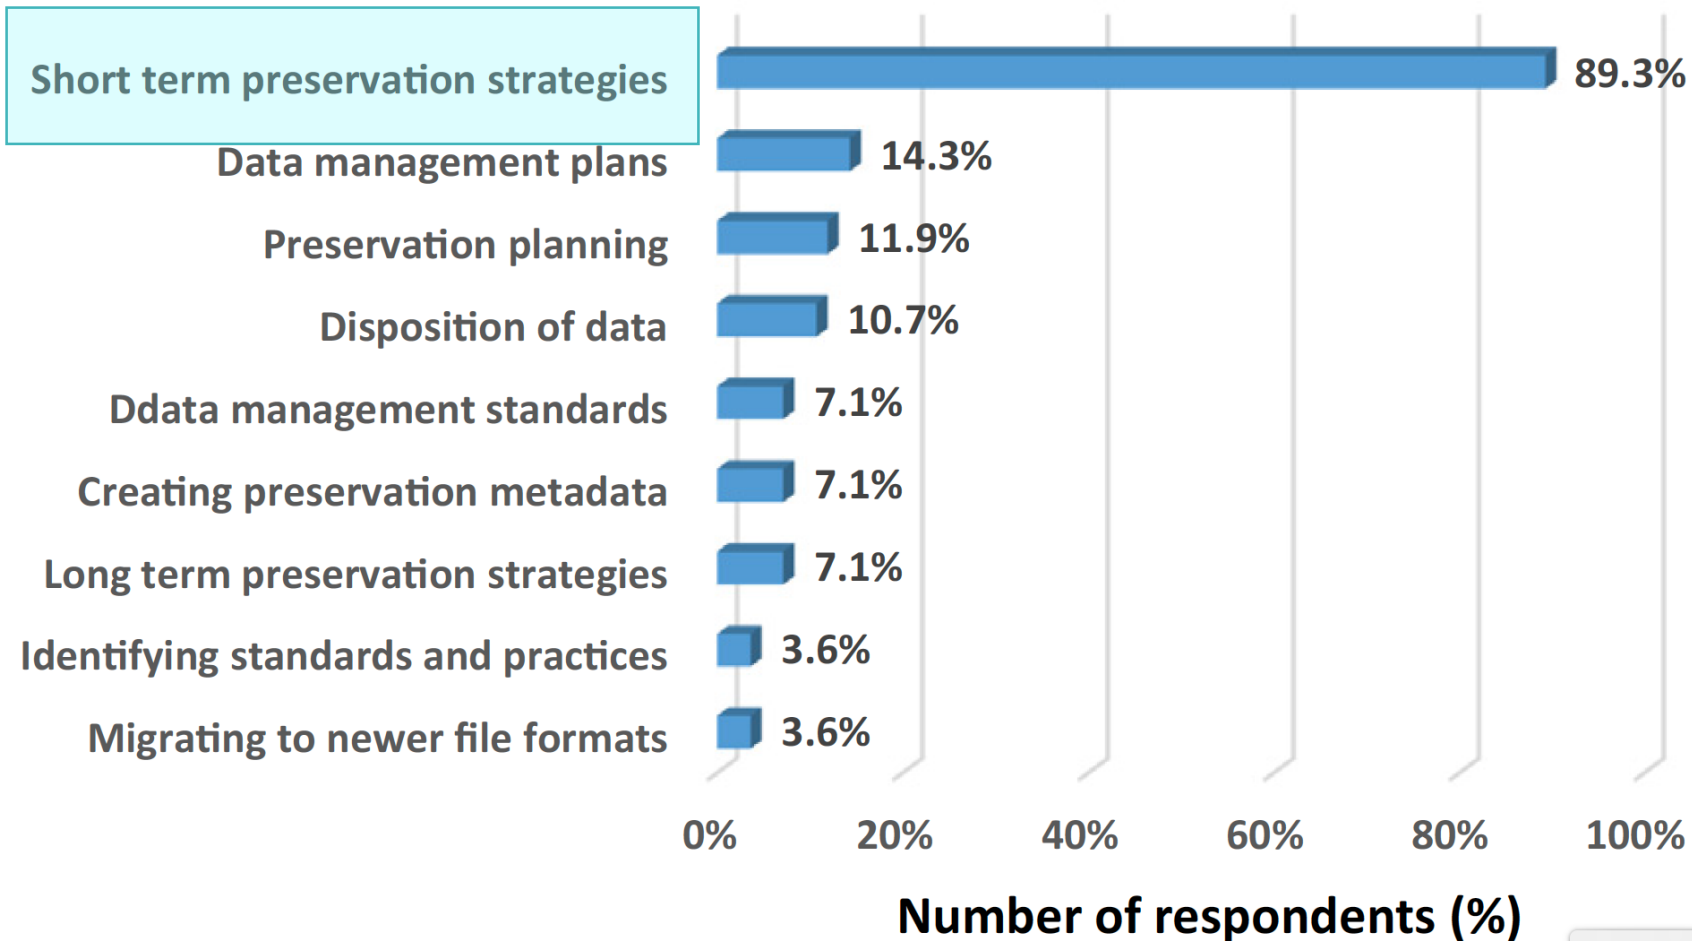 Short term preservation strategies 89.3%
Data management plans 14.3%
Preservation planning 11.9%
Disposition of data 10.7%
Ddata management standards 7.1%
Creating preservation metadata 7.1%
Long term preservation strategies 7.1%
Identifying standards and practices 3.6%
Migrating to newer file formats 3.6%
0% 20% 40% 60% 80% 100%
Number of respondents (%)